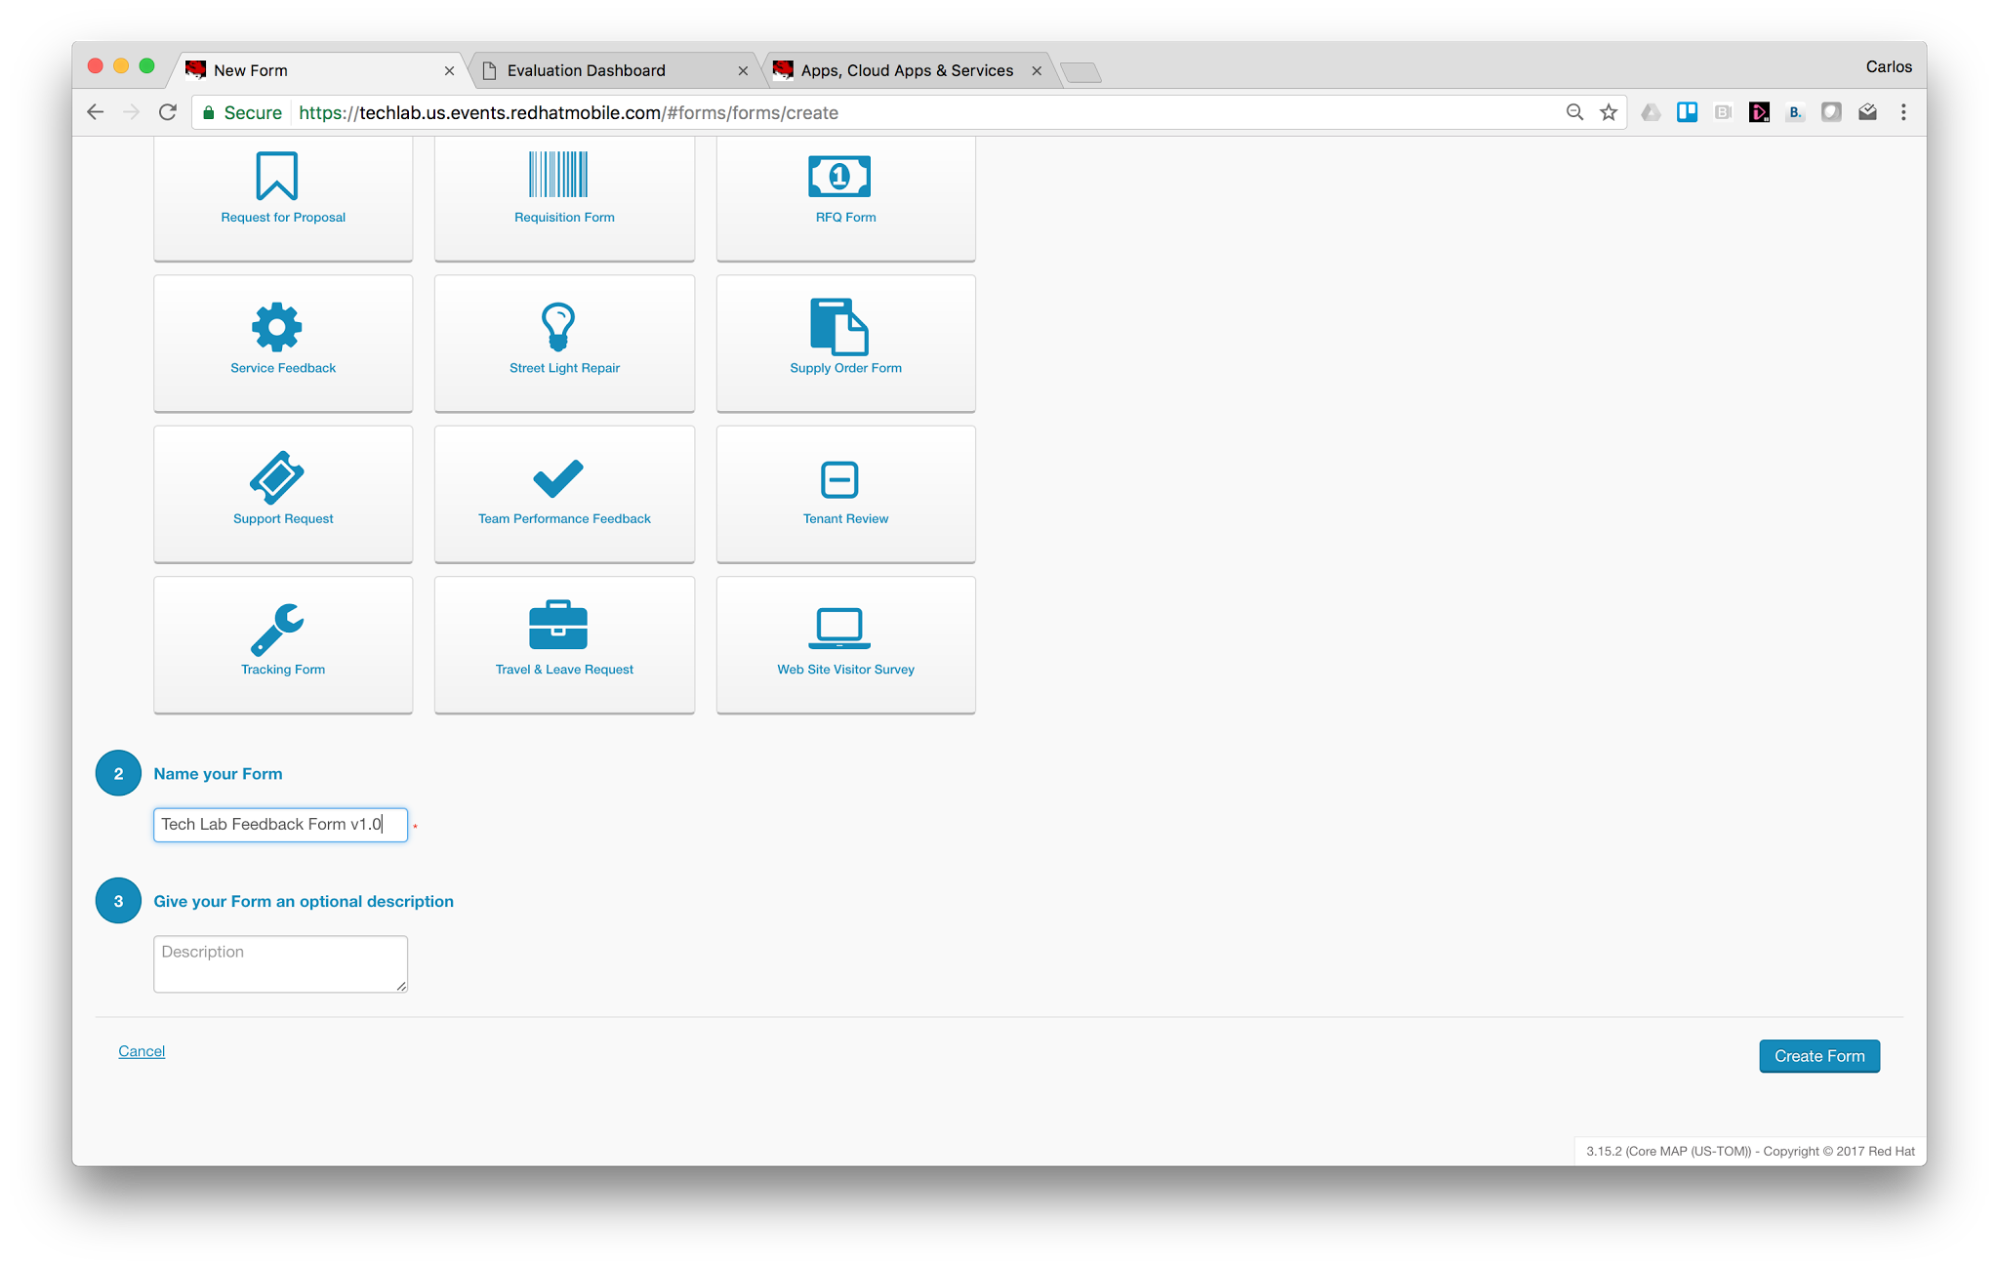 New Form
Evaluation Dashboard
Apps, Cloud Apps & Services
Carlos
Secure
https://techlab.us.events.redhatmobile.com/#forms/forms/create
B.
Request for Proposal
Requisition Form
1
RFQ Form
Service Feedback
Street Light Repair
Supply Order Form
Support Request
Team Performance Feedback
Tenant Review
Tracking Form
Travel & Leave Request
Web Site Visitor Survey
2
Name your Form
Tech Lab Feedback Form v1.0
*
3
Give your Form an optional description
Description
Cancel
Create Form
3.15.2 (Core MAP (US-TOM)) - Copyright © 2017 Red Hat